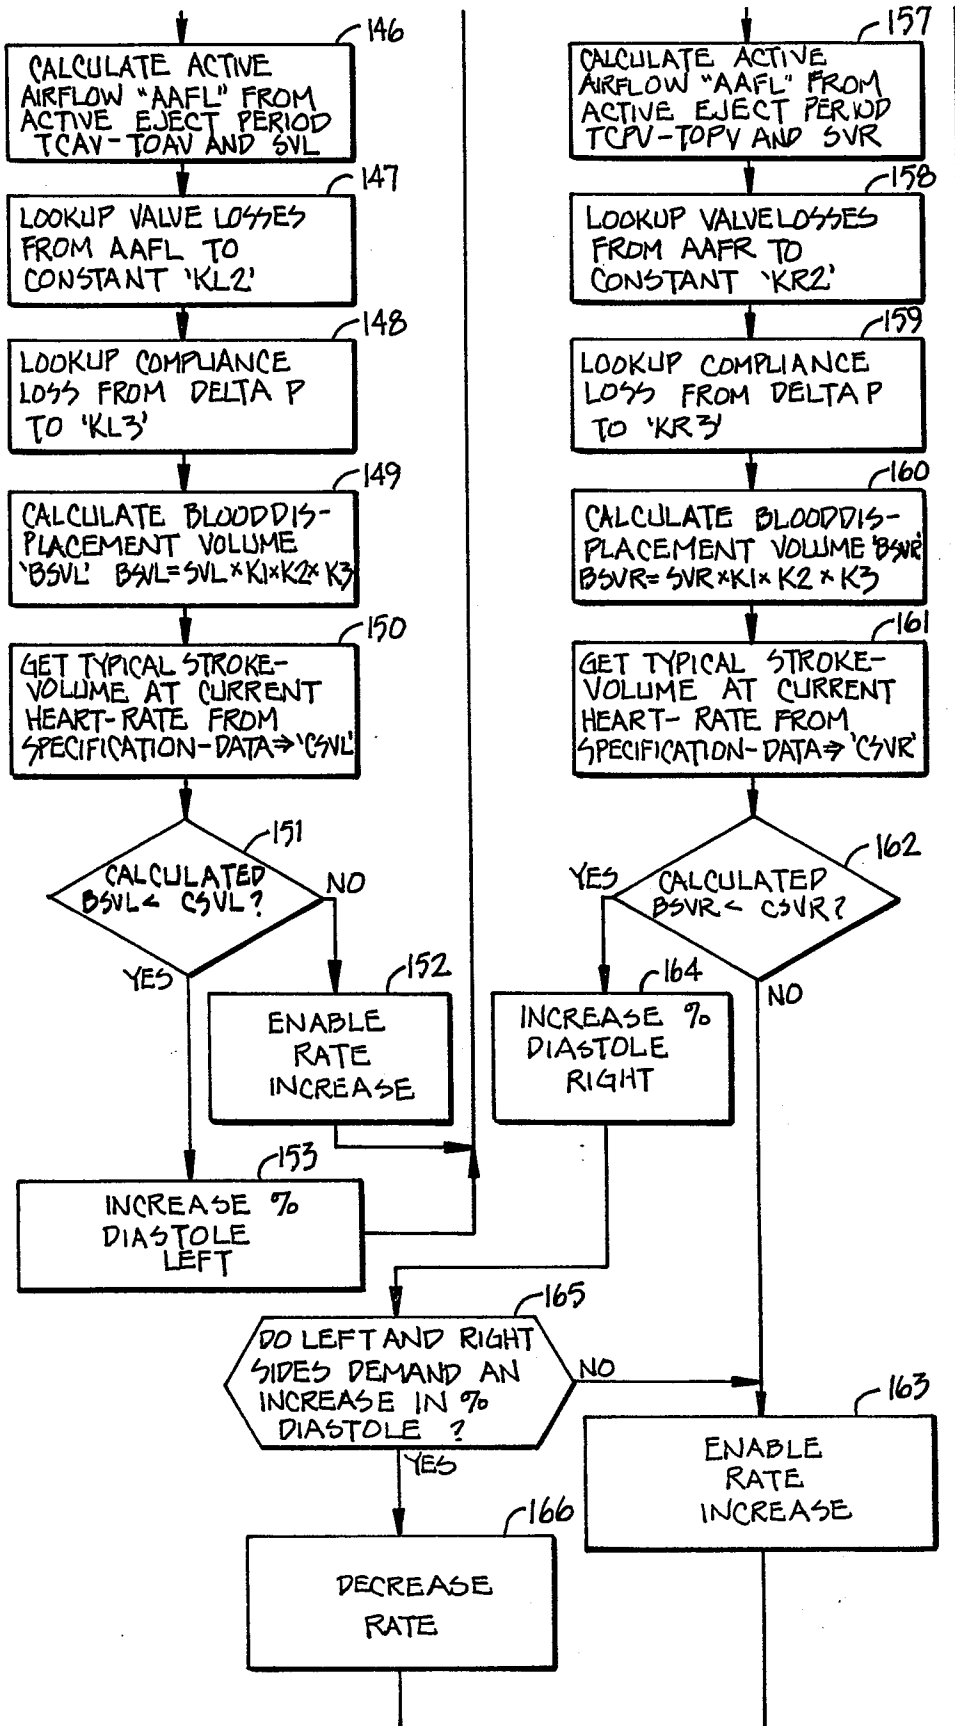 146
CALCULATE ACTIVE
AIRFLOW "AAFL" FROM
ACTIVE EJECT PERIOD
TCAV-TOAV AND SVL
147
LOOKUP VALVE LOSSES
FROM AAFL TO
CONSTANT 'KL2'
148
LOOKUP COMPLIANCE
LOSS FROM DELTA P
TO 'KL3'
149
CALCULATE BLOODDIS-
PLACEMENT VOLUME
'BSVL' BSVL=SVL×K1×K2×K3
150
GET TYPICAL STROKE-
VOLUME AT CURRENT
HEART-RATE FROM
SPECIFICATION-DATA⇒'CSVL'
151
CALCULATED
BSVL< CSVL?
NO
YES
152
ENABLE
RATE
INCREASE
153
INCREASE %
DIASTOLE
LEFT
157
CALCULATE ACTIVE
AIRFLOW "AAFL" FROM
ACTIVE EJECT PERIOD
TCPV-TOPV AND SVR
158
LOOKUP VALVE LOSSES
FROM AAFR TO
CONSTANT 'KR2'
159
LOOKUP COMPLIANCE
LOSS FROM DELTA P
TO 'KR3'
160
CALCULATE BLOODDIS-
PLACEMENT VOLUME 'BSVR'
BSVR=SVR×K1×K2×K3
161
GET TYPICAL STROKE-
VOLUME AT CURRENT
HEART-RATE FROM
SPECIFICATION-DATA⇒'CSVR'
162
YES
CALCULATED
BSVR< CSVR?
NO
164
INCREASE %
DIASTOLE
RIGHT
165
DO LEFT AND RIGHT
SIDES DEMAND AN
INCREASE IN %
DIASTOLE ?
NO
YES
163
ENABLE
RATE
INCREASE
166
DECREASE
RATE